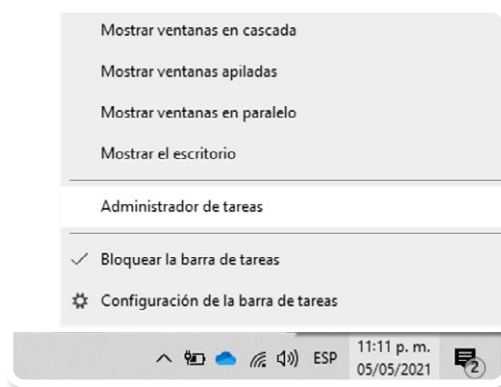 Mostrar ventanas en cascada
Mostrar ventanas apiladas
Mostrar ventanas en paralelo
Mostrar el escritorio
Administrador de tareas
Bloquear la barra de tareas
Configuración de la barra de tareas
ESP
11:11 p. m.
05/05/2021
2